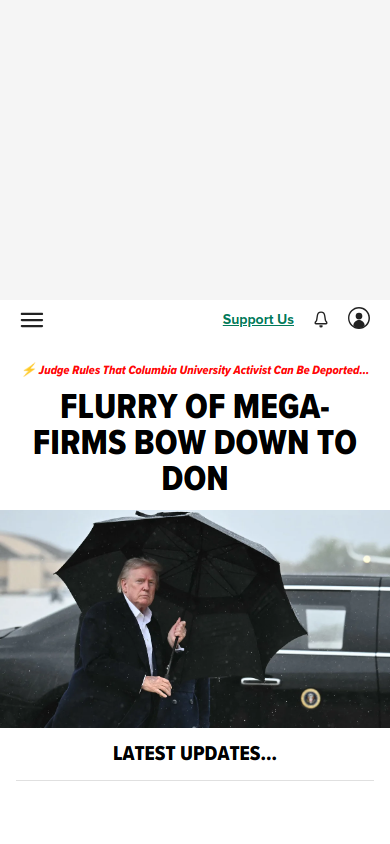 Support Us
⚡ Judge Rules That Columbia University Activist Can Be Deported...
FLURRY OF MEGA-
FIRMS BOW DOWN TO
DON
LATEST UPDATES...